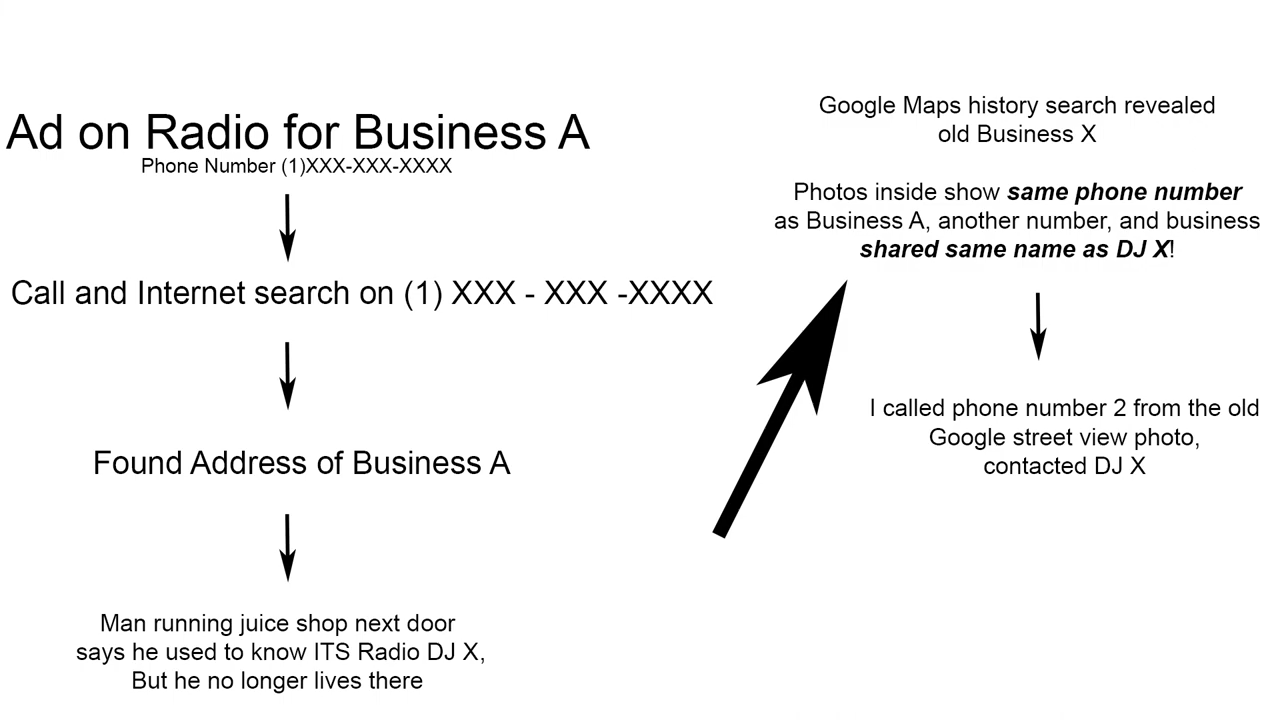 Ad on Radio for Business A
Phone Number (1)XXX-XXX-XXXX
Call and Internet search on (1) XXX - XXX -XXXX
Found Address of Business A
Man running juice shop next door
says he used to know ITS Radio DJ X,
But he no longer lives there
Google Maps history search revealed
old Business X
Photos inside show same phone number
as Business A, another number, and business
shared same name as DJ X!
I called phone number 2 from the old
Google street view photo,
contacted DJ X